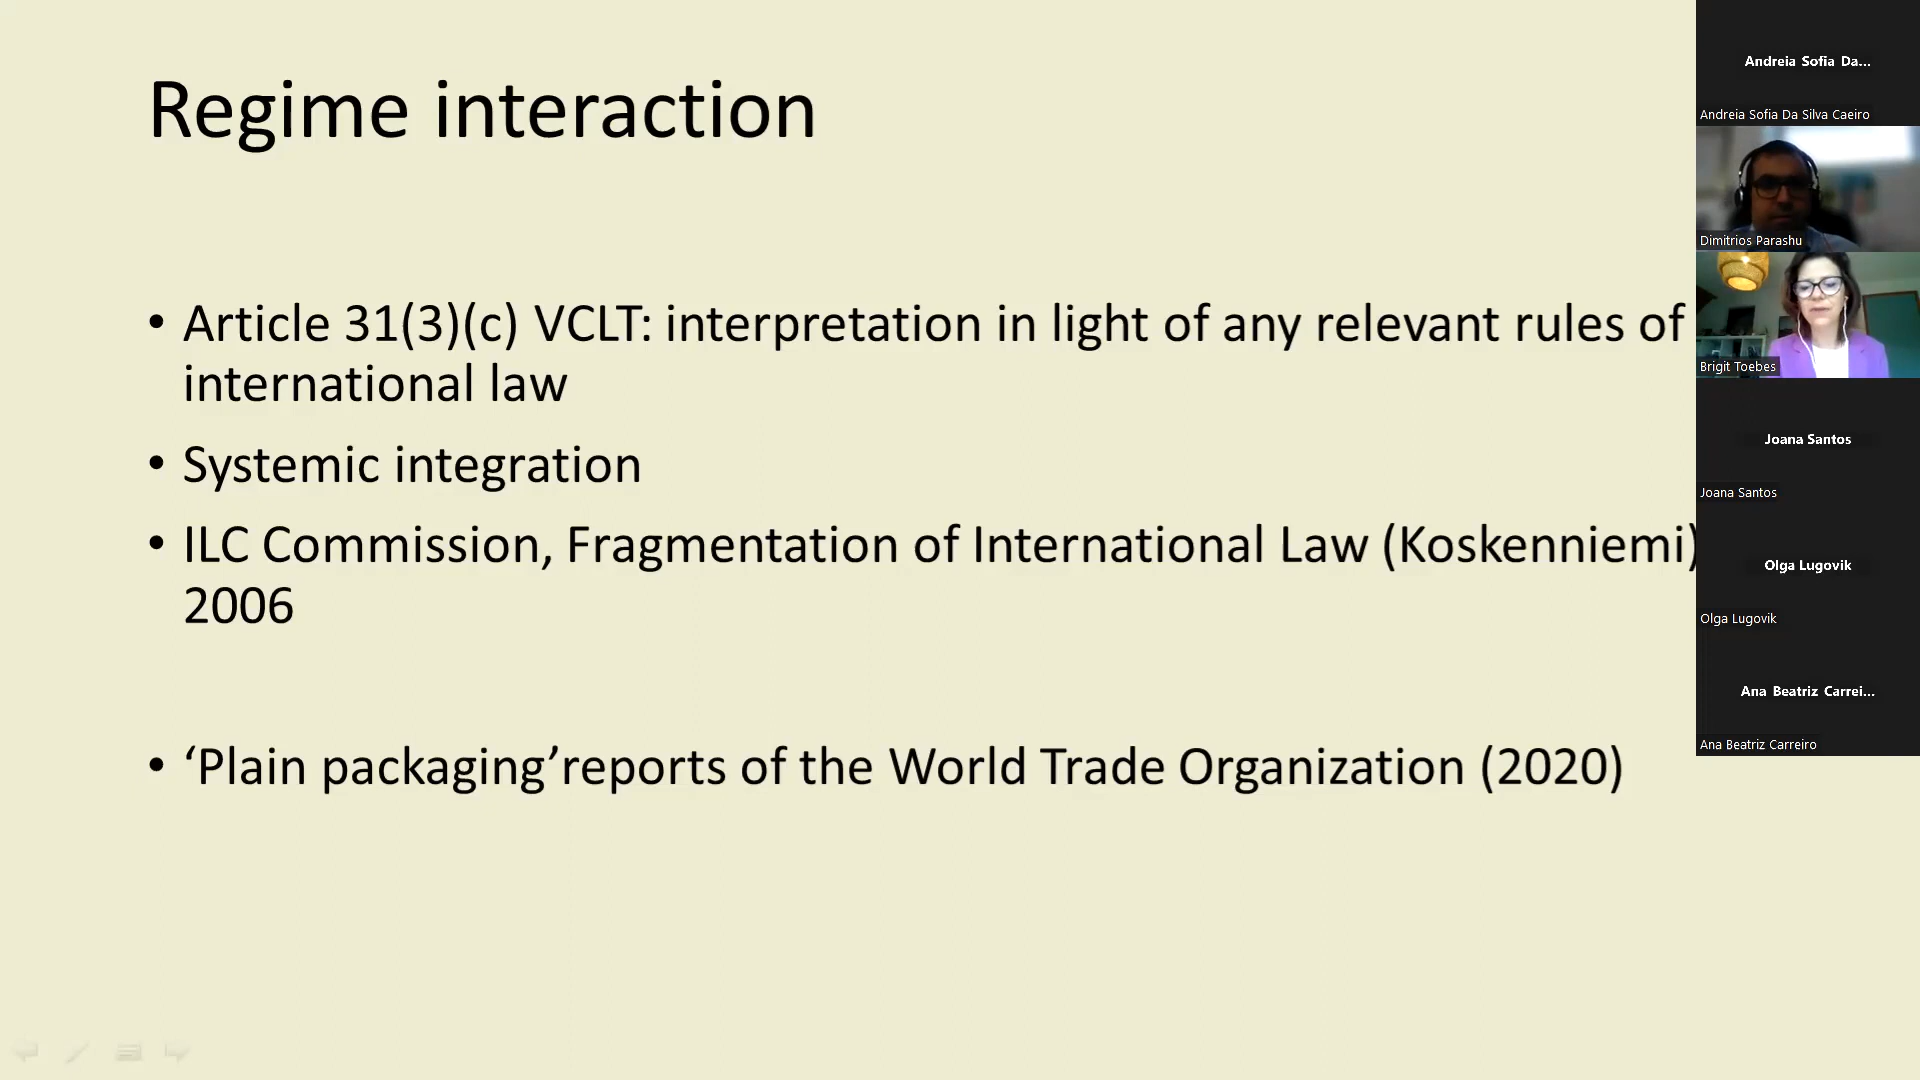 Regime interaction
• Article 31(3)(c) VCLT: interpretation in light of any relevant rules of
international law
• Systemic integration
• ILC Commission, Fragmentation of International Law (Koskenniemi)
2006
• ‘Plain packaging’reports of the World Trade Organization (2020)
Andreia Sofia Da...
Andreia Sofia Da Silva Caeiro
Dimitrios Parashu
Brigit Toebes
Joana Santos
Joana Santos
Olga Lugovik
Olga Lugovik
Ana Beatriz Carrei...
Ana Beatriz Carreiro